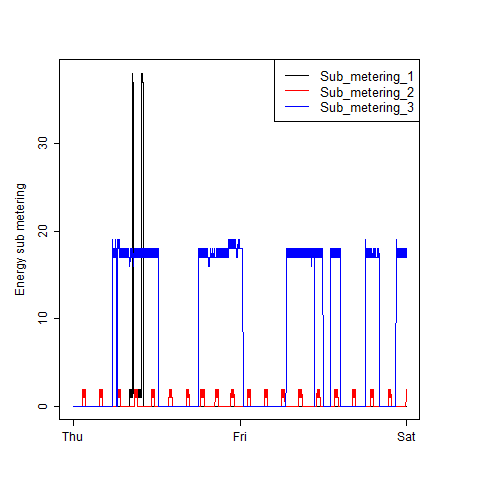 Sub_metering_1
Sub_metering_2
Sub_metering_3
Energy sub metering
30
20
10
0
Thu Fri Sat